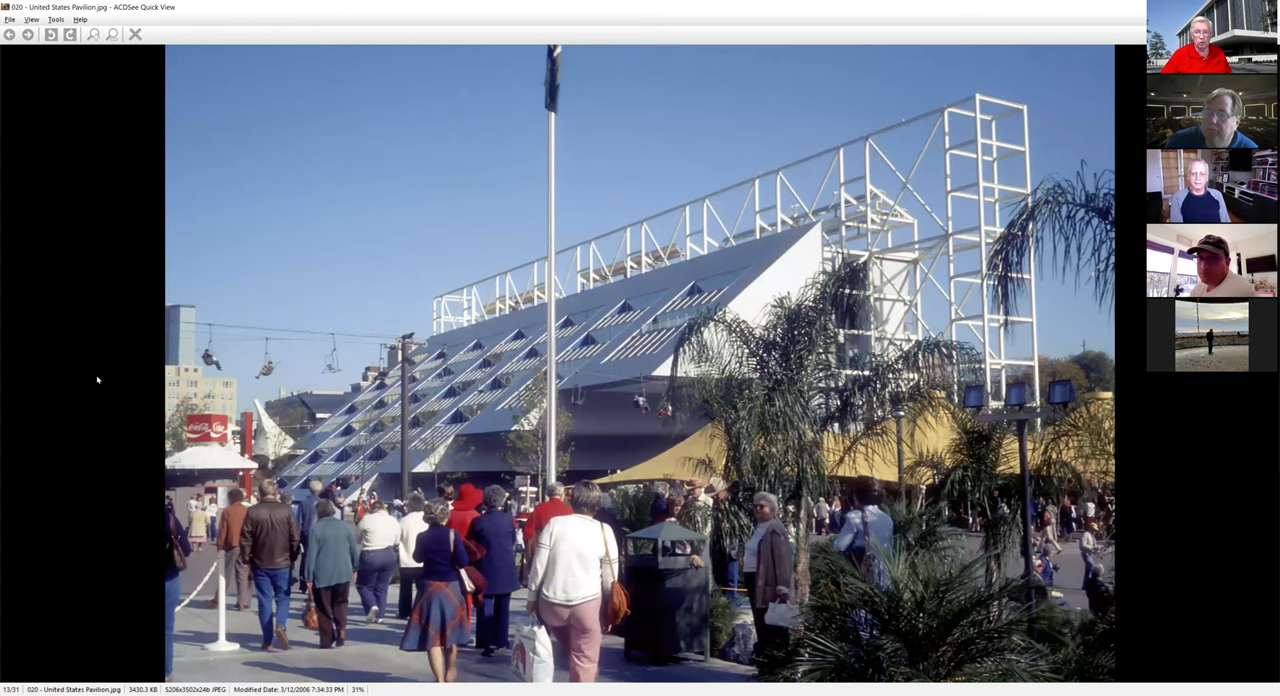 020 - United States Pavilion.jpg - ACDSee Quick View
File View Tools Help
Coca-Cola
13/31 020 - United States Pavilion.jpg 3430.3 KB 5206x3502x24b JPEG Modified Date: 3/12/2006 7:34:33 PM 31%